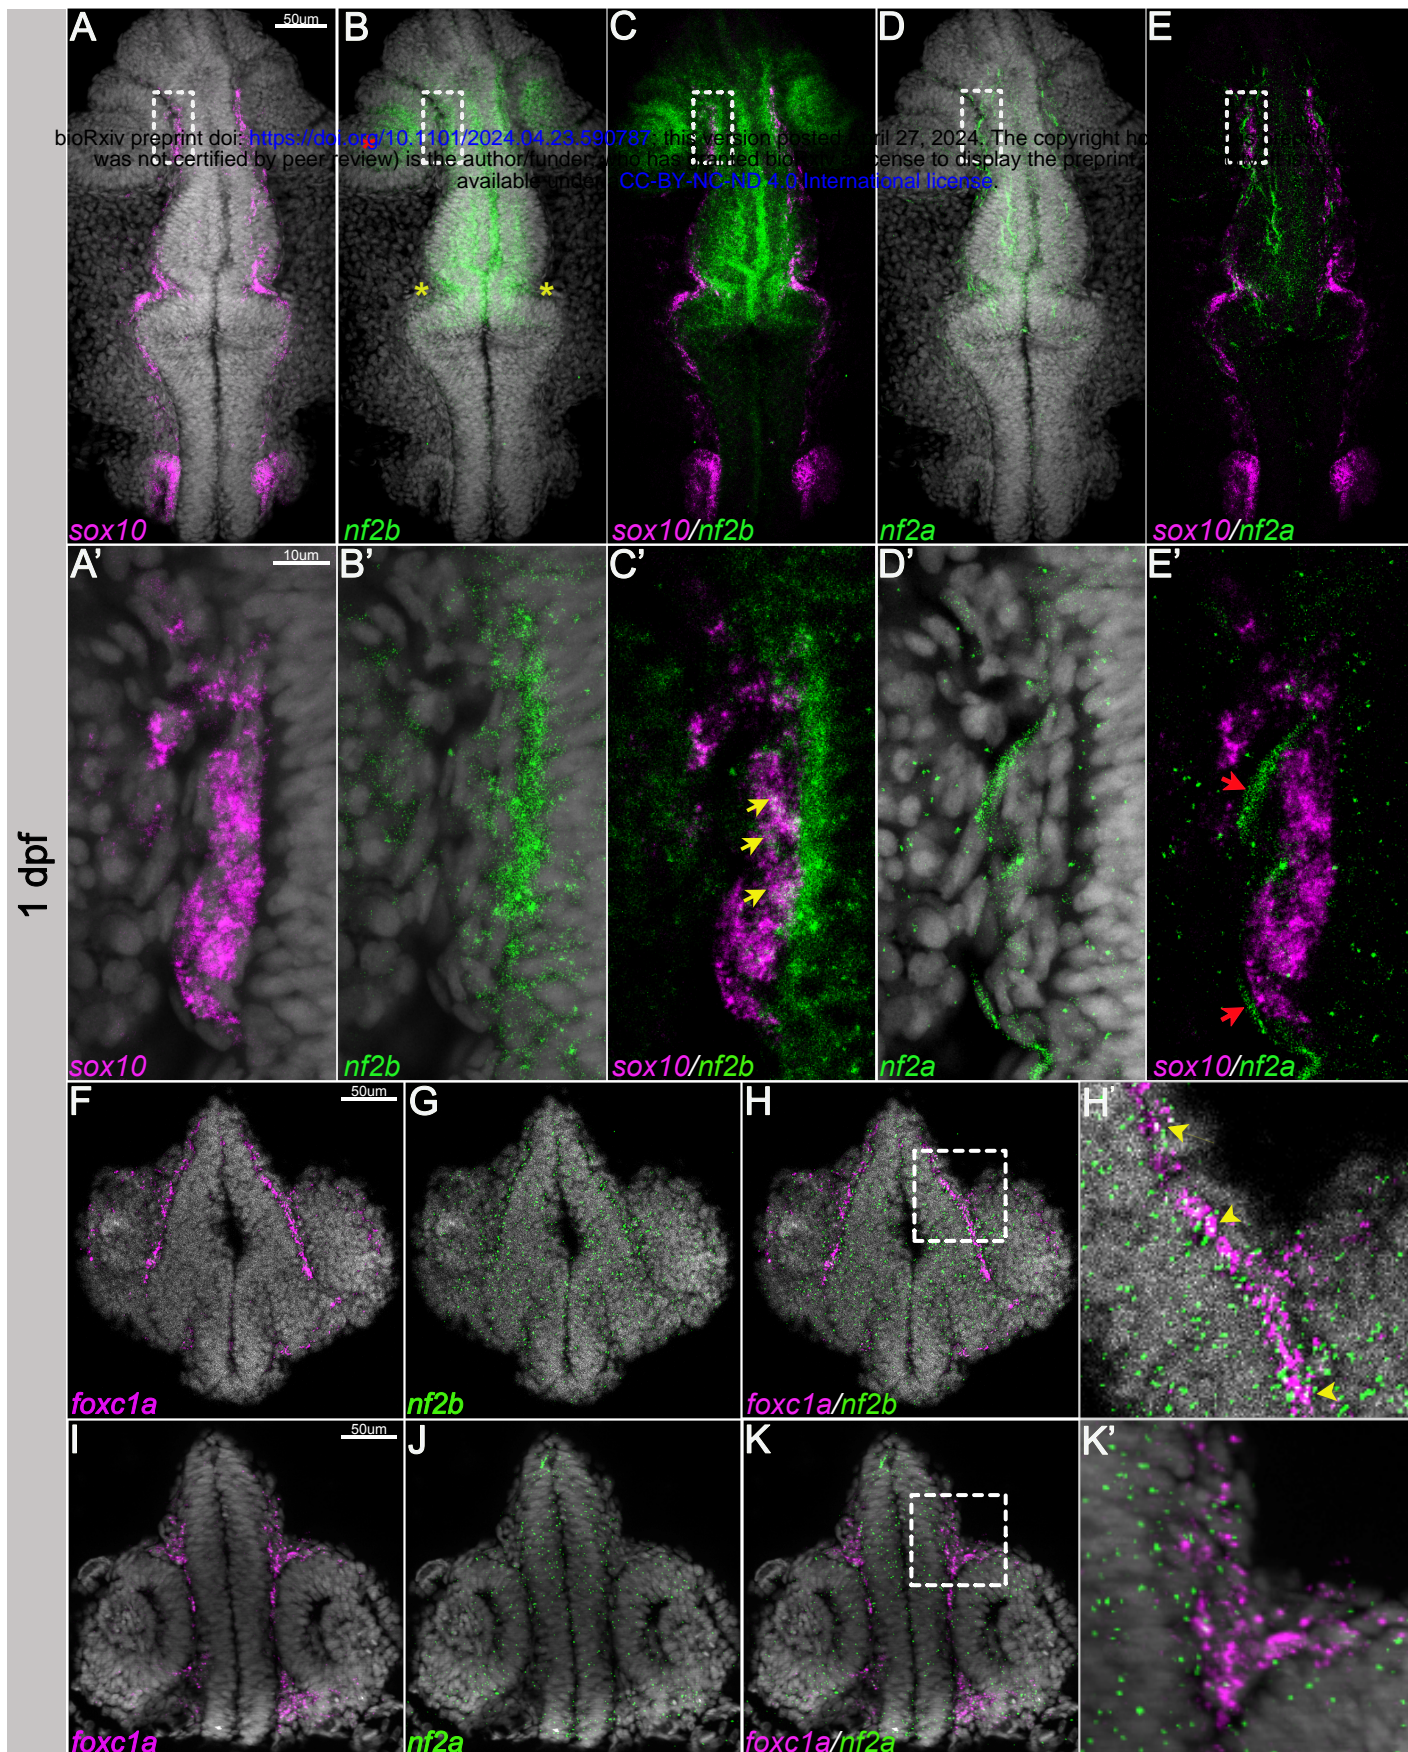 A 50um B C D E
bioRxiv preprint doi: https://doi.org/10.1101/2024.04.23.590787; this version posted April 27, 2024. The copyright ho
was not certified by peer review) is the author/funder, who has granted bioRxiv a license to display the preprint
available under CC-BY-NC-ND 4.0 International license.
* *
sox10 nf2b sox10/nf2b nf2a sox10/nf2a
A' 10um B' C' D' E'
1 dpf
sox10 nf2b sox10/nf2b nf2a sox10/nf2a
F 50um G H H'
foxc1a nf2b foxc1a/nf2b
I 50um J K K'
foxc1a nf2a foxc1a/nf2a